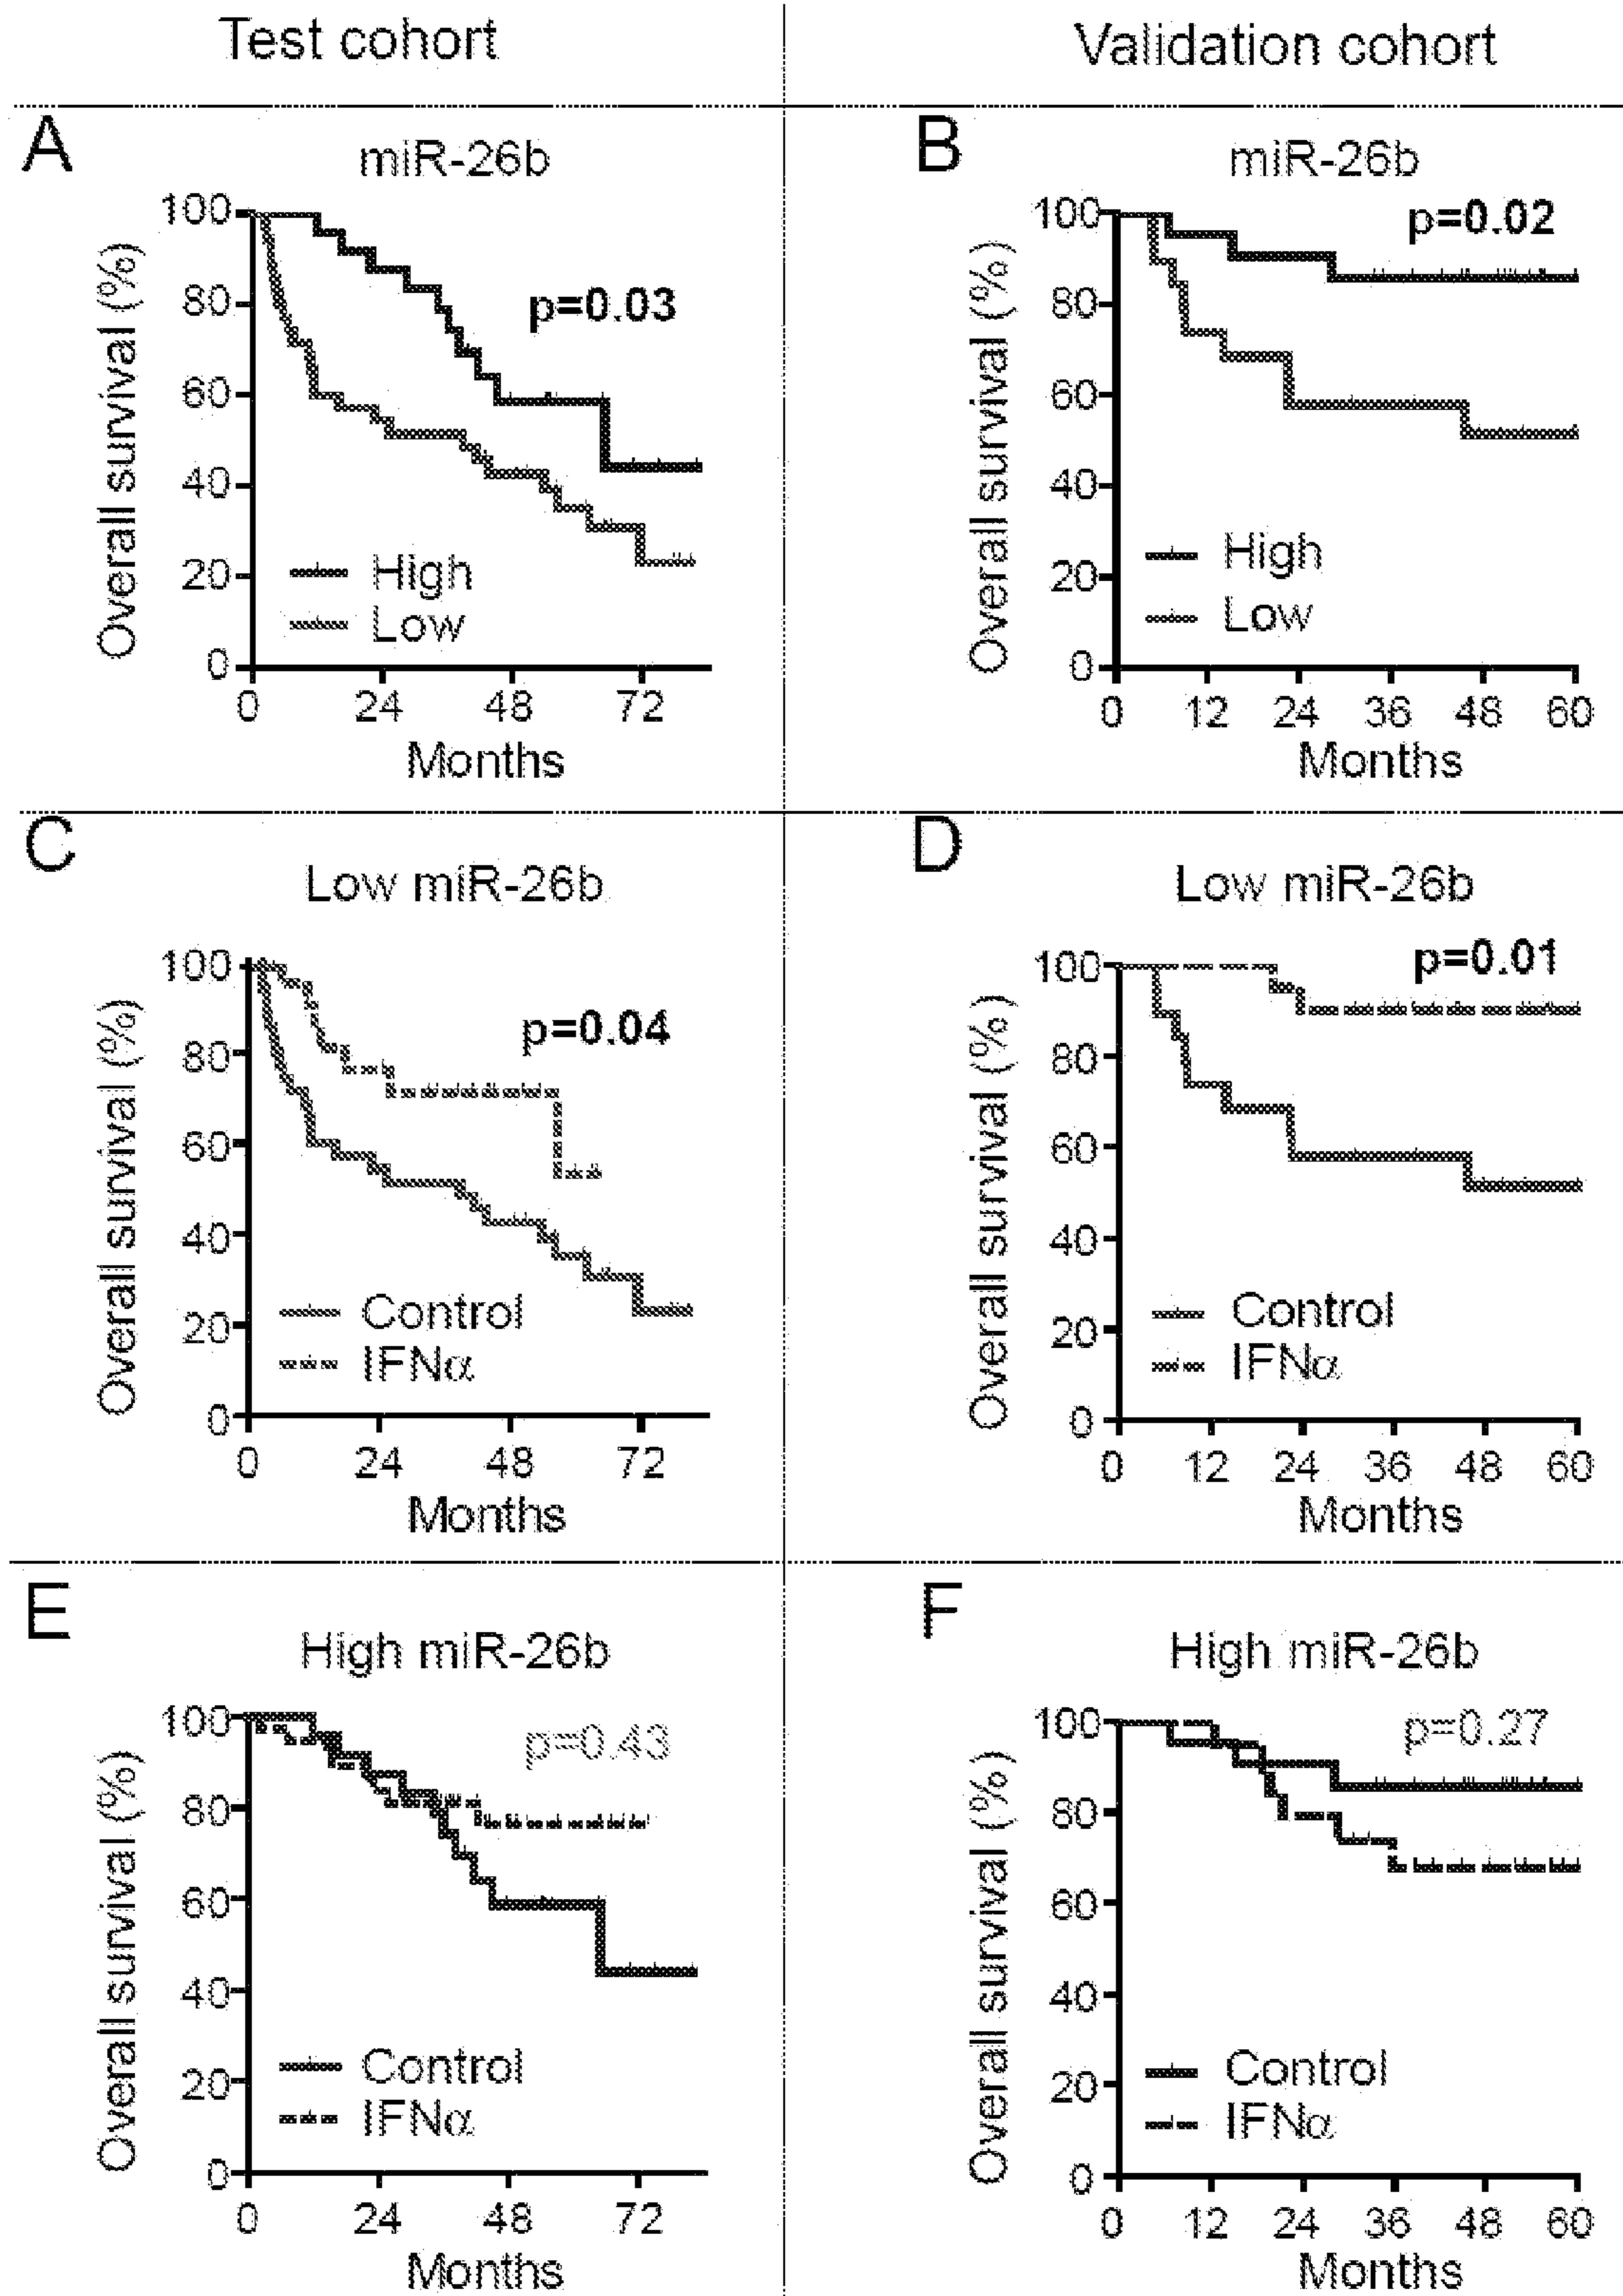 Test cohort
Validation cohort
A
miR-26b
p=0.03
Overall survival (%)
100
80
60
40
20
0
High
Low
0 24 48 72
Months
B
miR-26b
p=0.02
Overall survival (%)
100
80
60
40
20
0
High
Low
0 12 24 36 48 60
Months
C
Low miR-26b
p=0.04
Overall survival (%)
100
80
60
40
20
0
Control
IFNα
0 24 48 72
Months
D
Low miR-26b
p=0.01
Overall survival (%)
100
80
60
40
20
0
Control
IFNα
0 12 24 36 48 60
Months
E
High miR-26b
p=0.43
Overall survival (%)
100
80
60
40
20
0
Control
IFNα
0 24 48 72
Months
F
High miR-26b
p=0.27
Overall survival (%)
100
80
60
40
20
0
Control
IFNα
0 12 24 36 48 60
Months